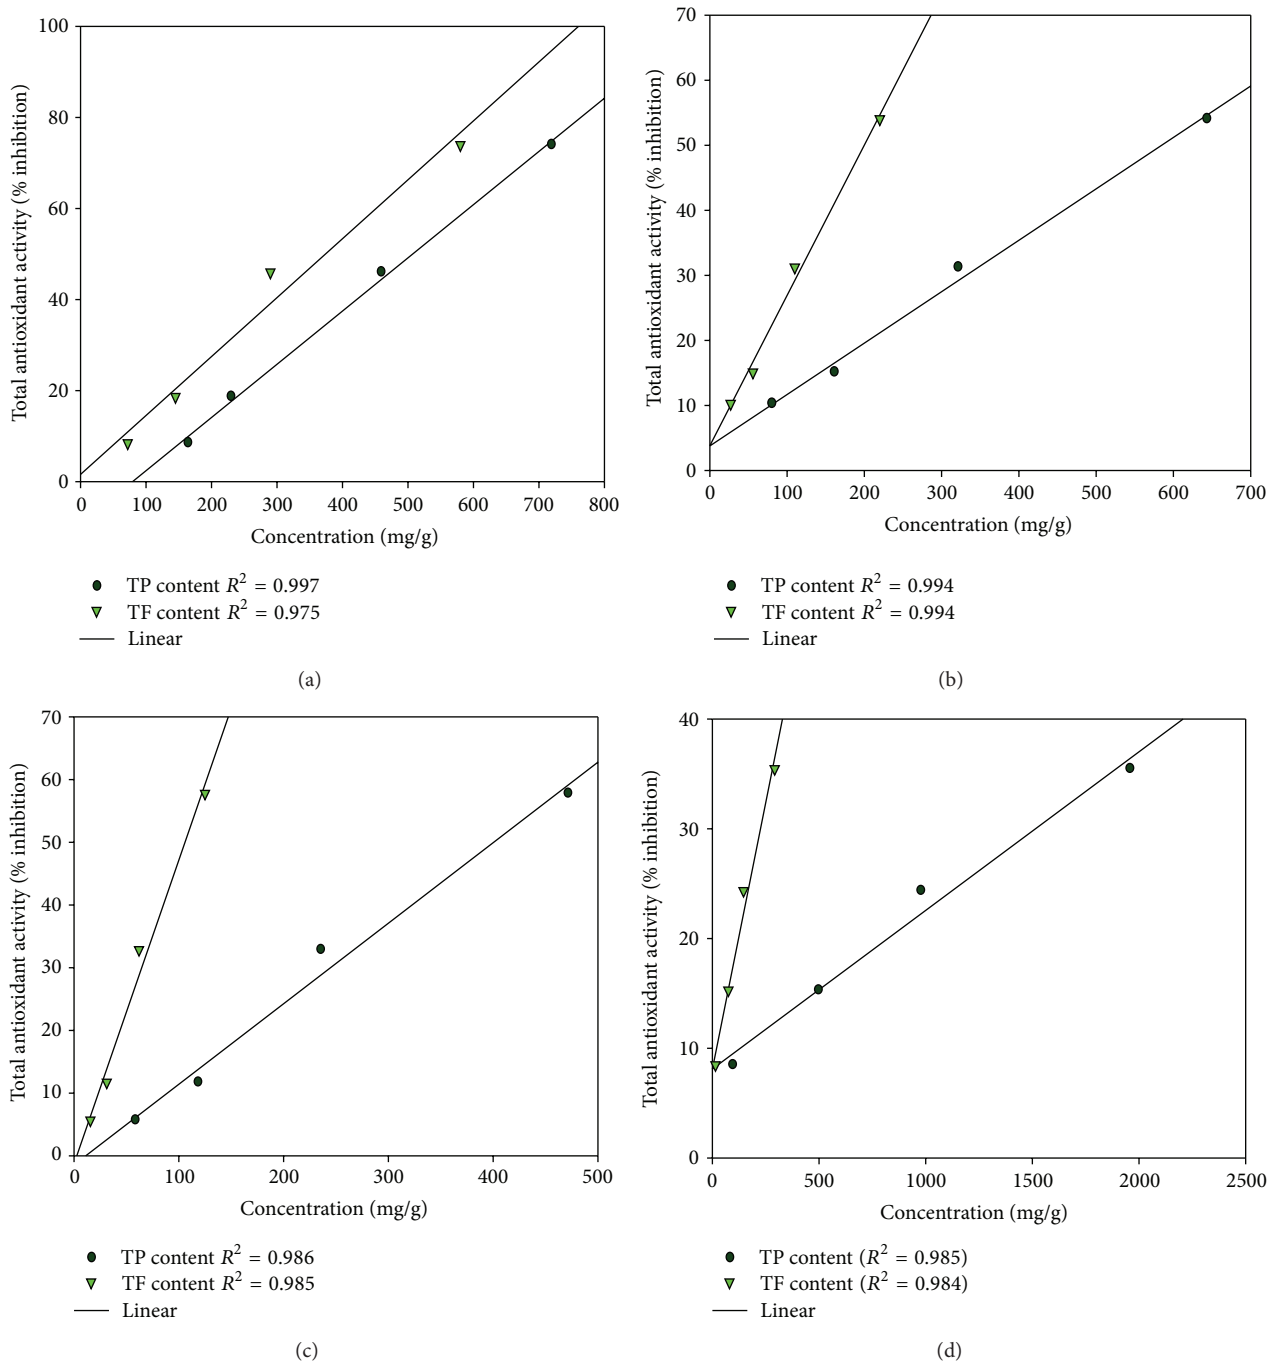 Total antioxidant activity (% inhibition)
100
80
60
40
20
0
0 100 200 300 400 500 600 700 800
Concentration (mg/g)
TP content R² = 0.997
TF content R² = 0.975
Linear
(a)
Total antioxidant activity (% inhibition)
70
60
50
40
30
20
10
0
0 100 200 300 400 500 600 700
Concentration (mg/g)
TP content R² = 0.994
TF content R² = 0.994
Linear
(b)
Total antioxidant activity (% inhibition)
70
60
50
40
30
20
10
0
0 100 200 300 400 500
Concentration (mg/g)
TP content R² = 0.986
TF content R² = 0.985
Linear
(c)
Total antioxidant activity (% inhibition)
40
30
20
10
0
0 500 1000 1500 2000 2500
Concentration (mg/g)
TP content (R² = 0.985)
TF content (R² = 0.984)
Linear
(d)